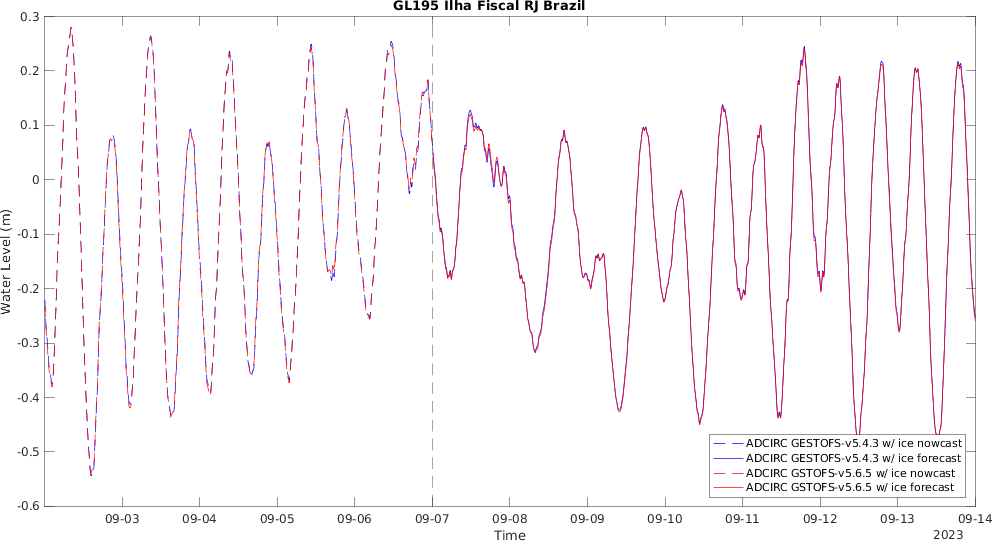 GL195 Ilha Fiscal RJ Brazil
0.3
0.2
0.1
0
-0.1
-0.2
-0.3
-0.4
-0.5
-0.6
Water Level (m)
ADCIRC GESTOFS-v5.4.3 w/ ice nowcast
ADCIRC GESTOFS-v5.4.3 w/ ice forecast
ADCIRC GSTOFS-v5.6.5 w/ ice nowcast
ADCIRC GSTOFS-v5.6.5 w/ ice forecast
09-03 09-04 09-05 09-06 09-07 09-08 09-09 09-10 09-11 09-12 09-13 09-14
Time
2023